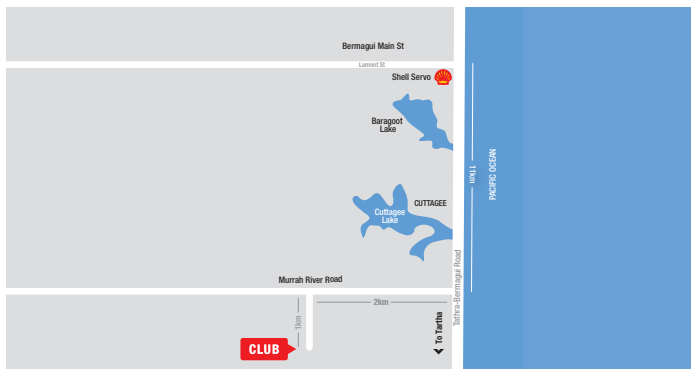 Bermagui Main St
Lamont St
Shell Servo
Baragoot
Lake
11km
PACIFIC OCEAN
CUTTAGEE
Cuttagee
Lake
Tathra-Bermagui Road
Murrah River Road
2km
1km
To Tartha
CLUB